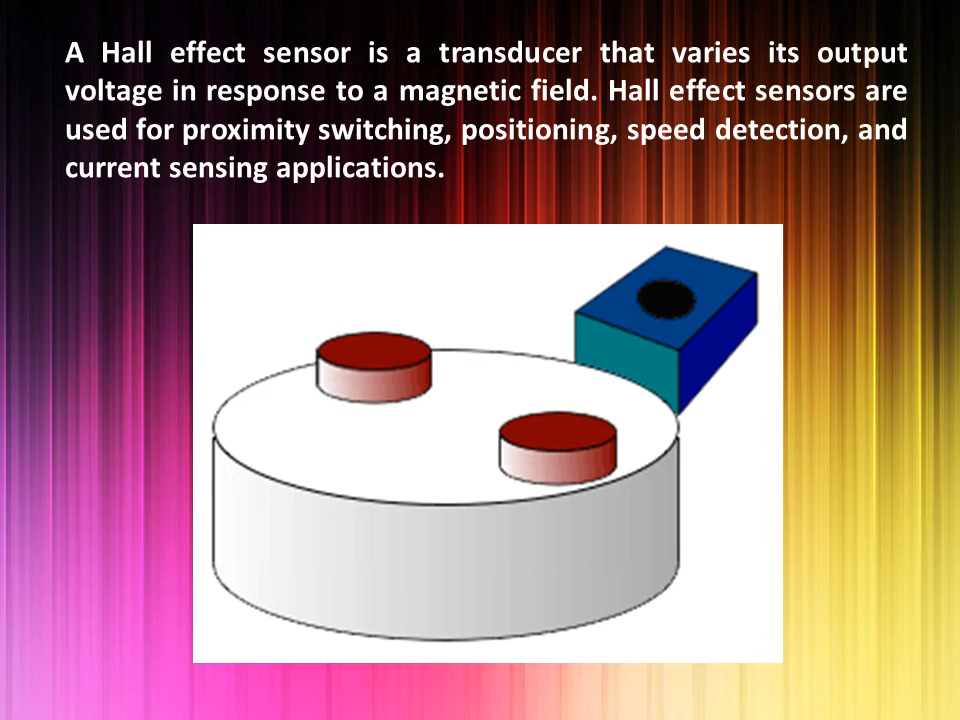 A Hall effect sensor is a transducer that varies its output
voltage in response to a magnetic field. Hall effect sensors are
used for proximity switching, positioning, speed detection, and
current sensing applications.